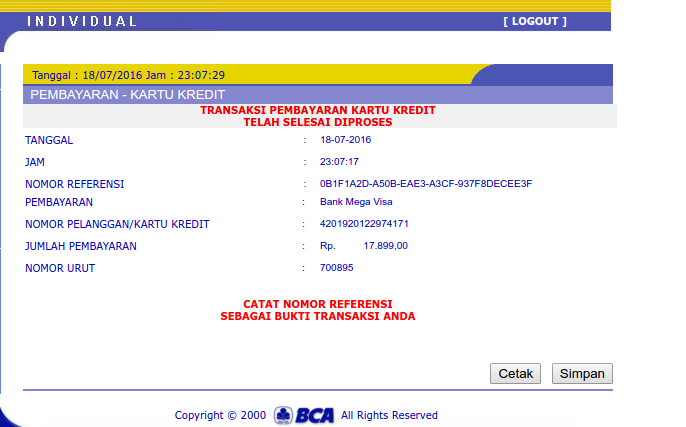 INDIVIDUAL [ LOGOUT ]
Tanggal : 18/07/2016 Jam : 23:07:29
PEMBAYARAN - KARTU KREDIT
TRANSAKSI PEMBAYARAN KARTU KREDIT
TELAH SELESAI DIPROSES
TANGGAL : 18-07-2016
JAM : 23:07:17
NOMOR REFERENSI : 0B1F1A2D-A50B-EAE3-A3CF-937F8DECEE3F
PEMBAYARAN : Bank Mega Visa
NOMOR PELANGGAN/KARTU KREDIT : 4201920122974171
JUMLAH PEMBAYARAN : Rp. 17.899,00
NOMOR URUT : 700895
CATAT NOMOR REFERENSI
SEBAGAI BUKTI TRANSAKSI ANDA
Cetak Simpan
Copyright © 2000 BCA All Rights Reserved